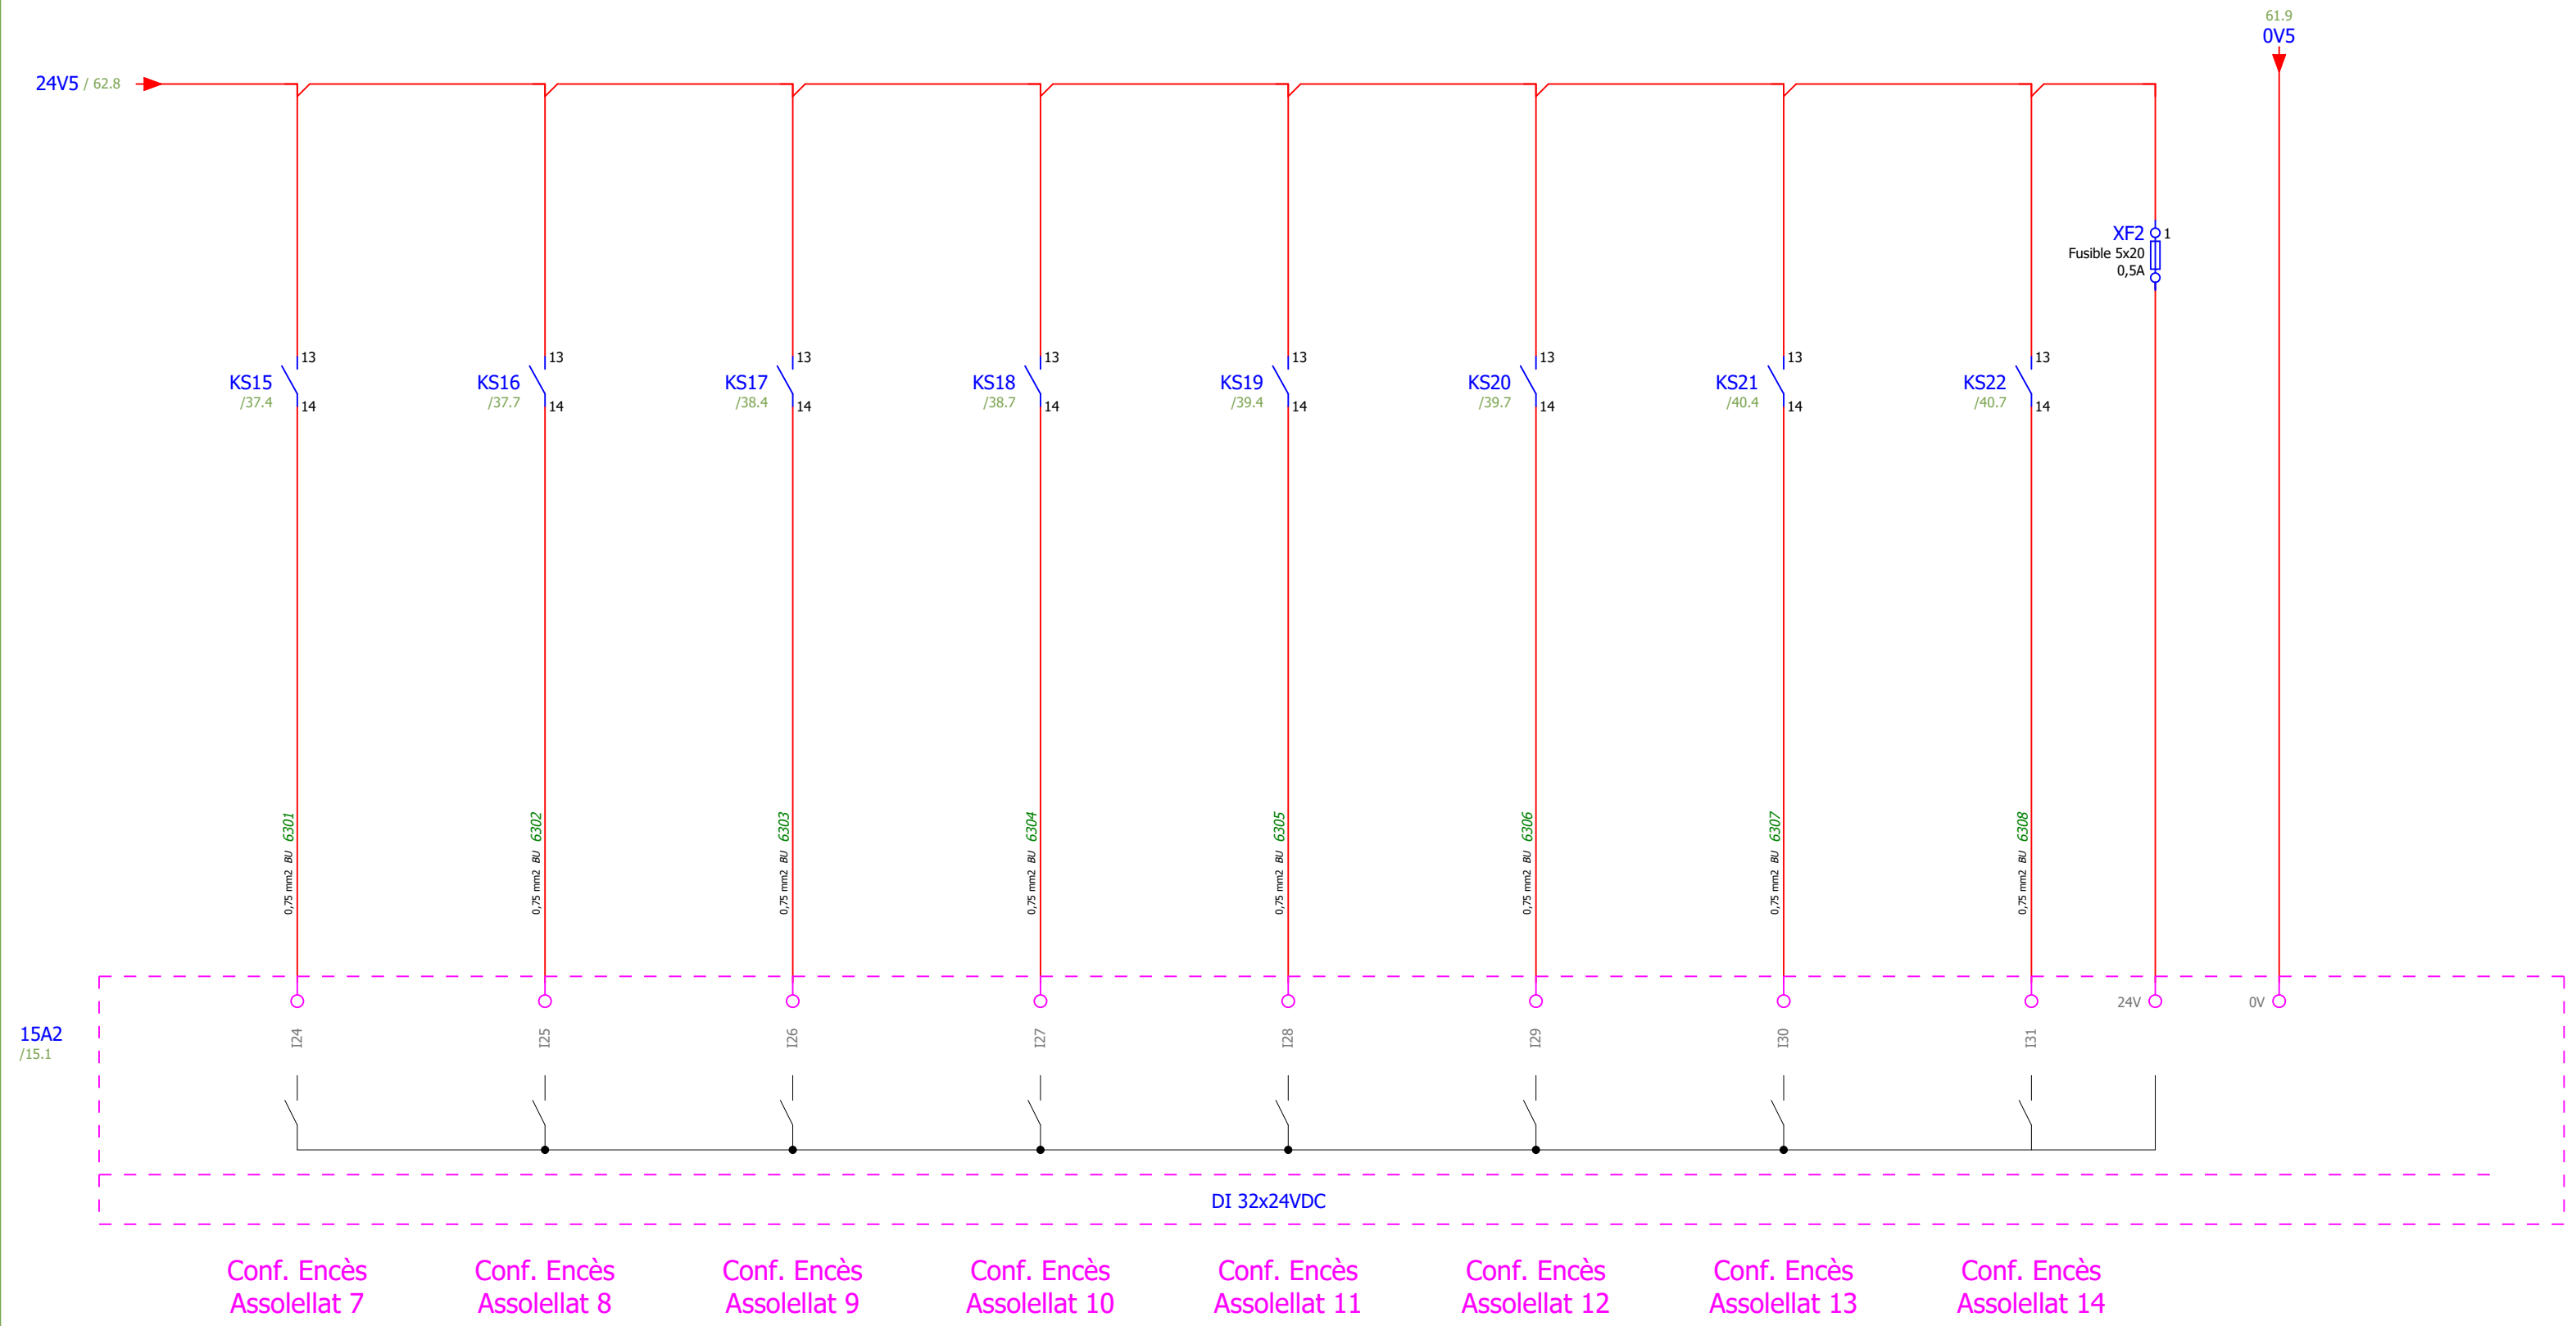 61.9
0V5
24V5 / 62.8
XF2 1
Fusible 5x20
0,5A
KS15 13
/37.4 14
KS16 13
/37.7 14
KS17 13
/38.4 14
KS18 13
/38.7 14
KS19 13
/39.4 14
KS20 13
/39.7 14
KS21 13
/40.4 14
KS22 13
/40.7 14
0,75 mm2 BU 6301
0,75 mm2 BU 6302
0,75 mm2 BU 6303
0,75 mm2 BU 6304
0,75 mm2 BU 6305
0,75 mm2 BU 6306
0,75 mm2 BU 6307
0,75 mm2 BU 6308
24V
0V
15A2
/15.1
I24
I25
I26
I27
I28
I29
I30
I31
DI 32x24VDC
Conf. Encès
Assolellat 7
Conf. Encès
Assolellat 8
Conf. Encès
Assolellat 9
Conf. Encès
Assolellat 10
Conf. Encès
Assolellat 11
Conf. Encès
Assolellat 12
Conf. Encès
Assolellat 13
Conf. Encès
Assolellat 14